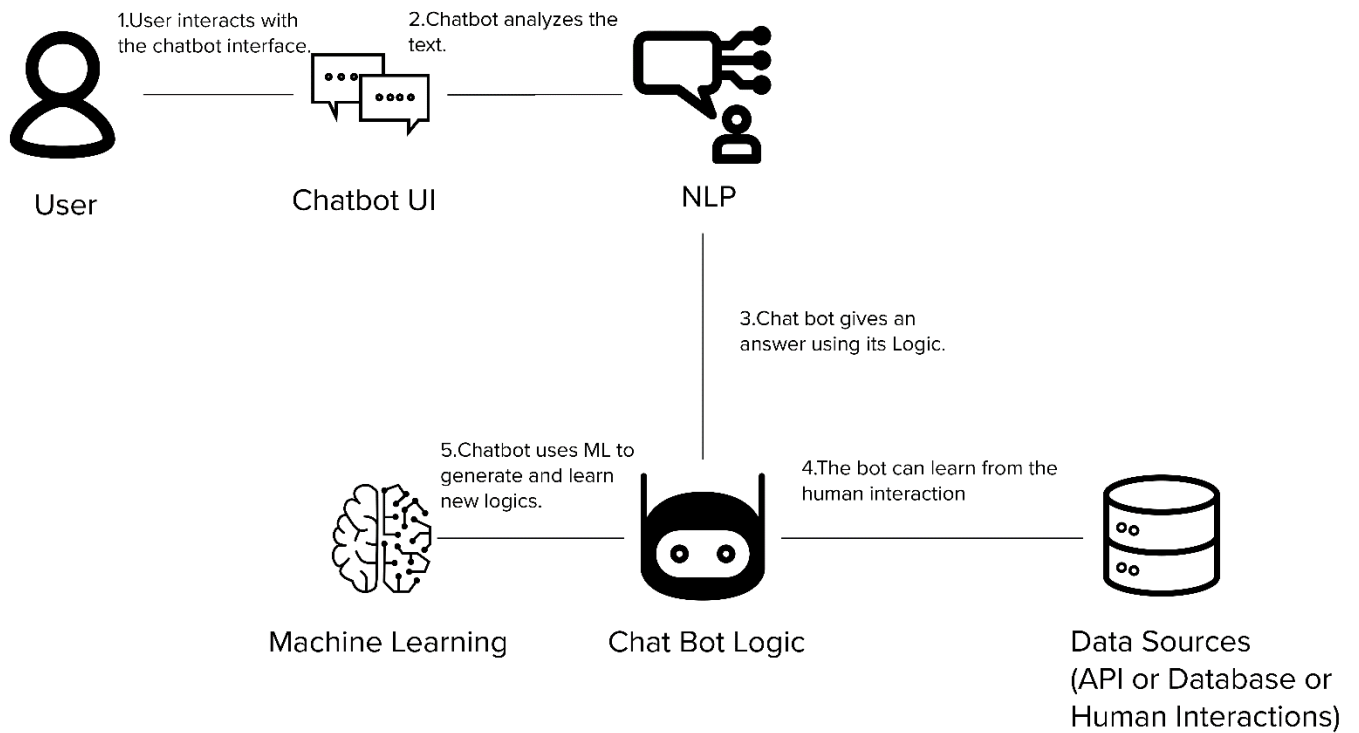 1.User interacts with
the chatbot interface.
2.Chatbot analyzes the
text.
User
Chatbot UI
NLP
3.Chat bot gives an
answer using its Logic.
5.Chatbot uses ML to
generate and learn
new logics.
4.The bot can learn from the
human interaction
Machine Learning
Chat Bot Logic
Data Sources
(API or Database or
Human Interactions)